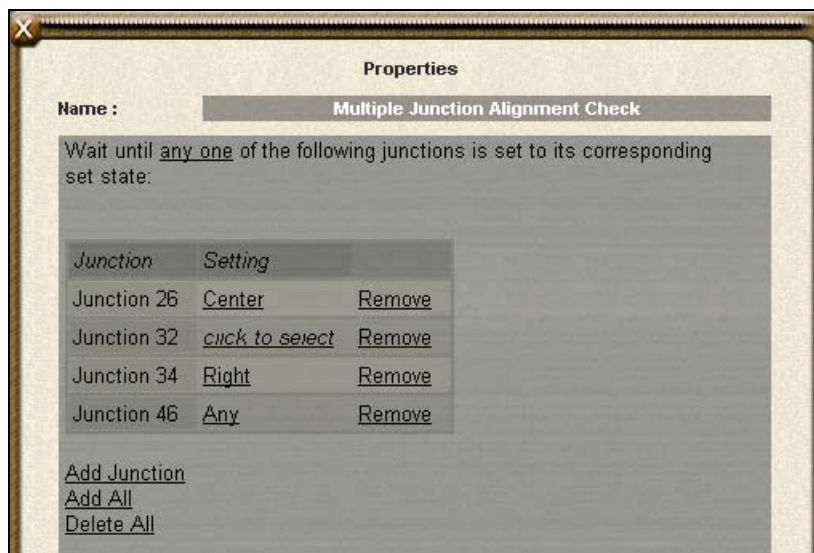 X
Properties
Name : Multiple Junction Alignment Check
Wait until any one of the following junctions is set to its corresponding
set state:
Junction Setting
Junction 26 Center Remove
Junction 32 click to select Remove
Junction 34 Right Remove
Junction 46 Any Remove
Add Junction
Add All
Delete All